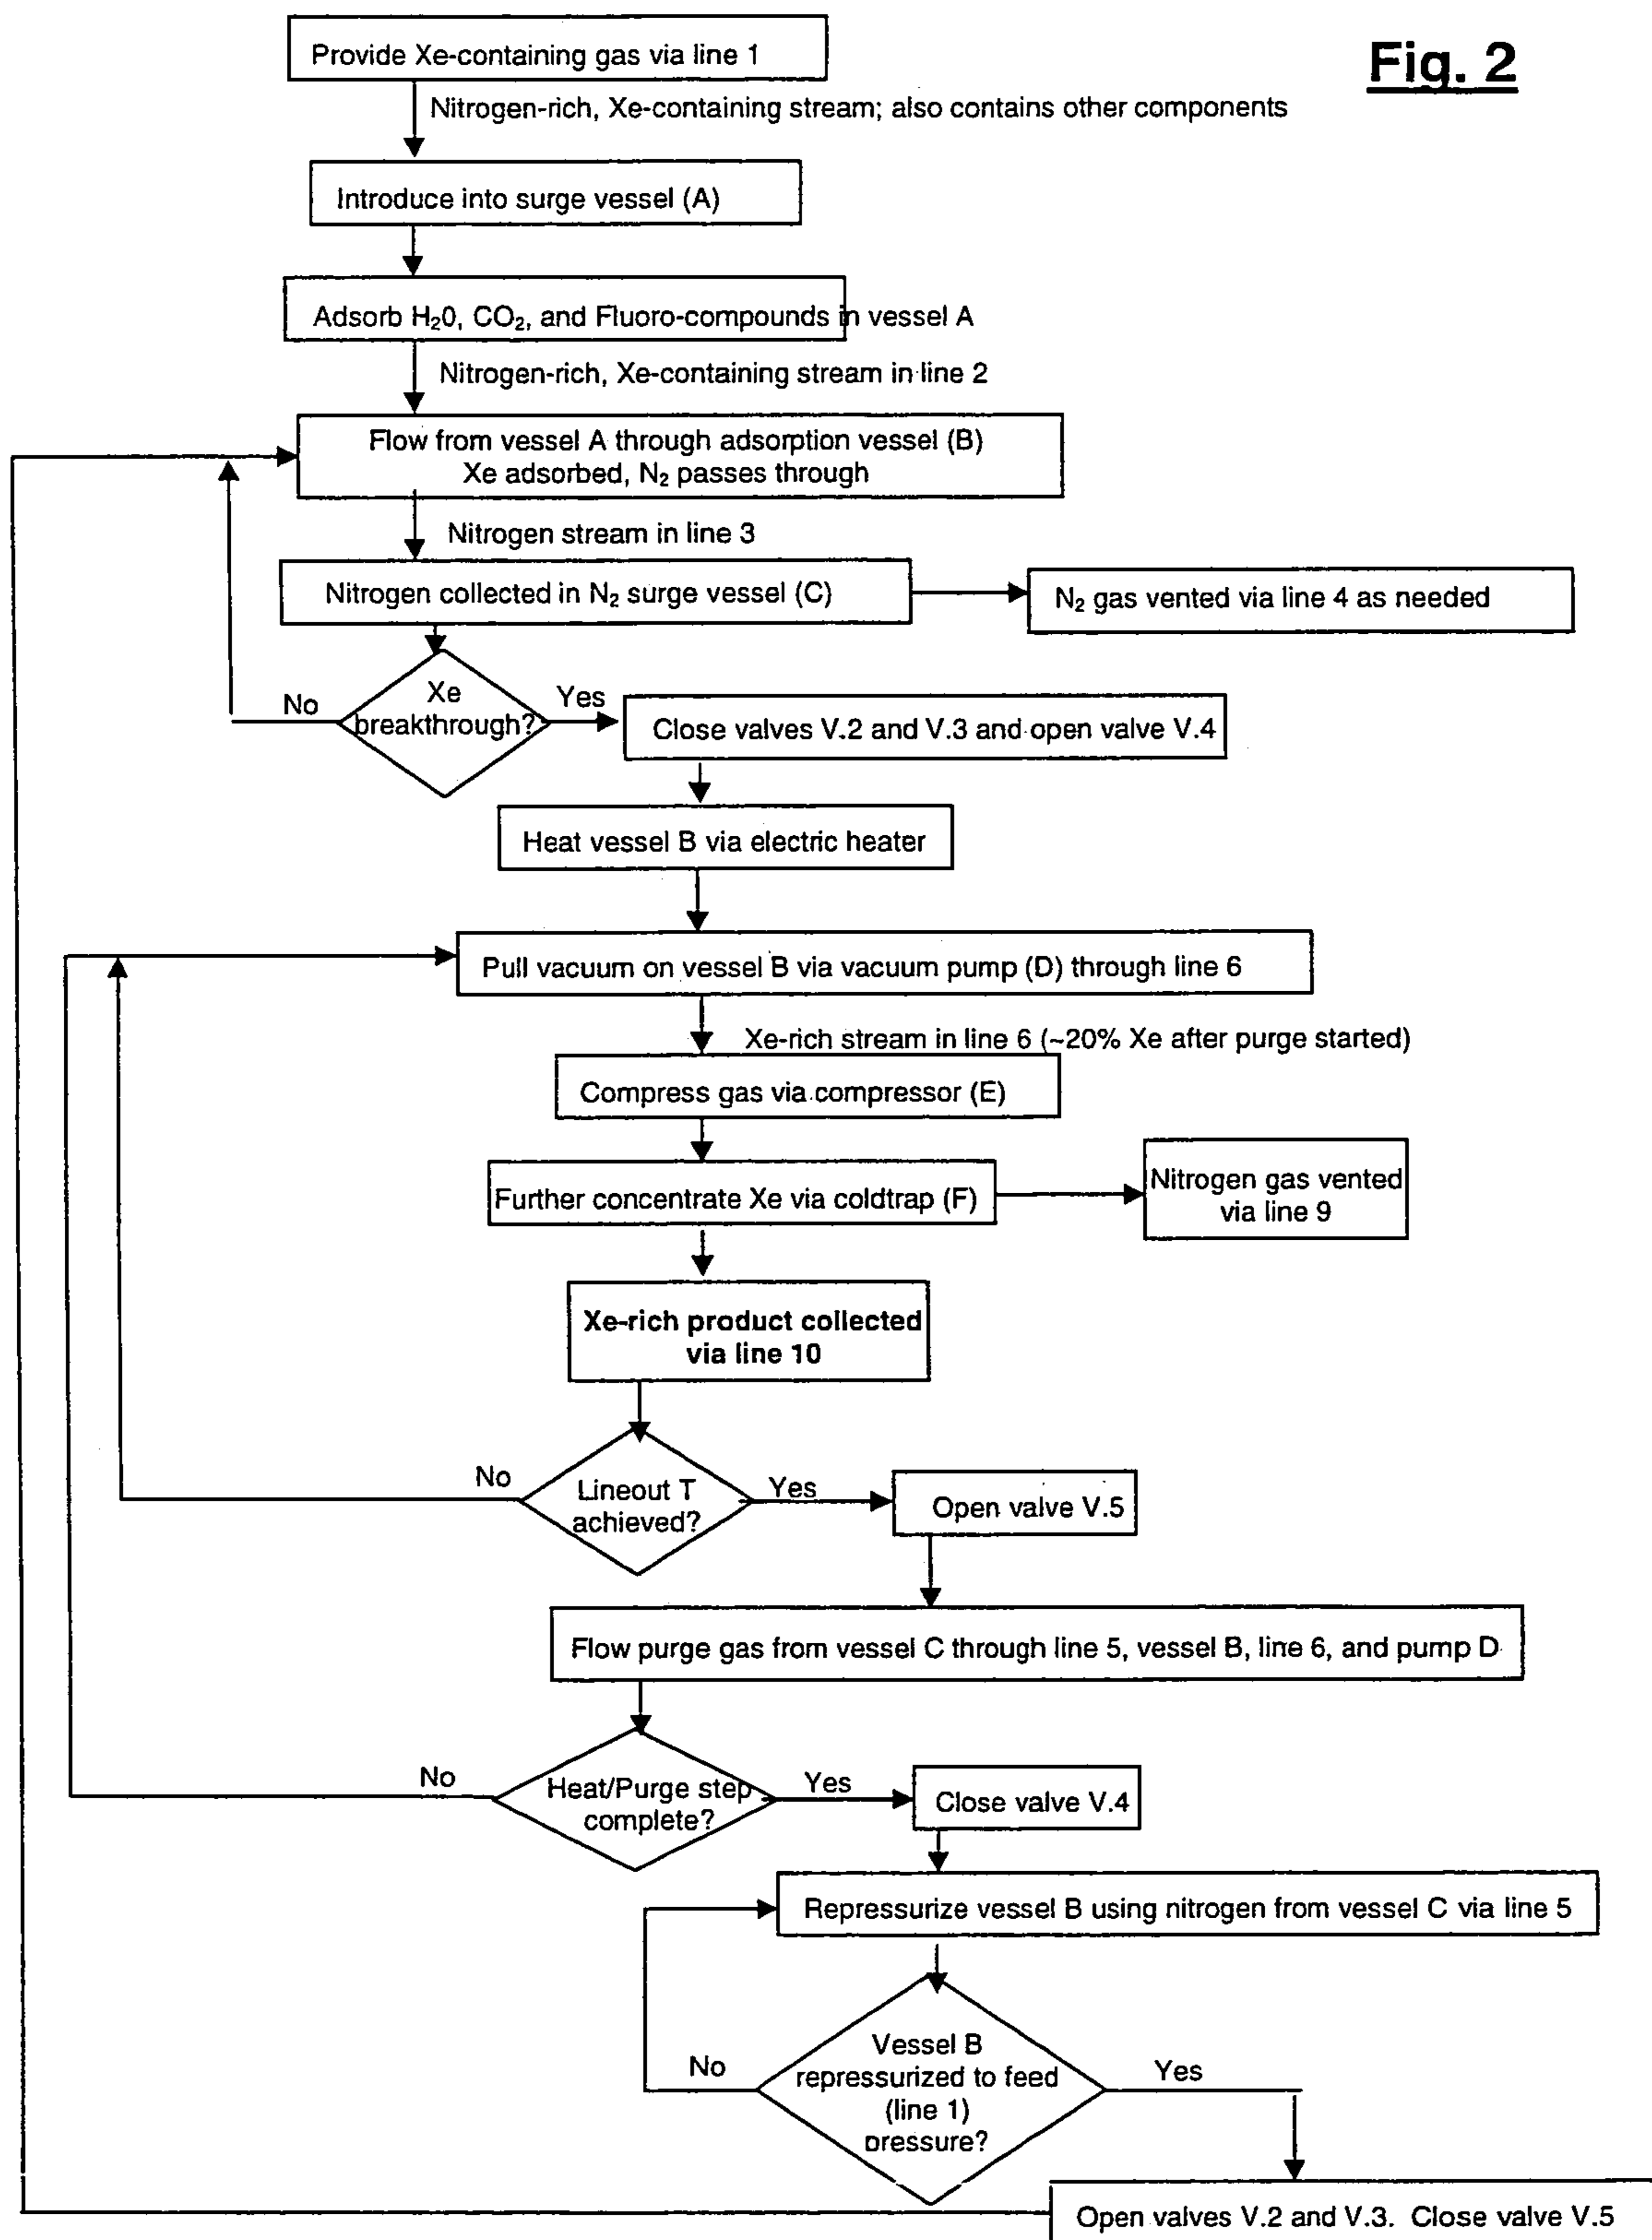 Fig. 2
Provide Xe-containing gas via line 1
Nitrogen-rich, Xe-containing stream; also contains other components
Introduce into surge vessel (A)
Adsorb H₂0, CO₂, and Fluoro-compounds in vessel A
Nitrogen-rich, Xe-containing stream in line 2
Flow from vessel A through adsorption vessel (B)
Xe adsorbed, N₂ passes through
Nitrogen stream in line 3
Nitrogen collected in N₂ surge vessel (C)
N₂ gas vented via line 4 as needed
Xe
breakthrough?
No
Yes
Close valves V.2 and V.3 and open valve V.4
Heat vessel B via electric heater
Pull vacuum on vessel B via vacuum pump (D) through line 6
Xe-rich stream in line 6 (~20% Xe after purge started)
Compress gas via compressor (E)
Further concentrate Xe via coldtrap (F)
Nitrogen gas vented
via line 9
Xe-rich product collected
via line 10
Lineout T
achieved?
No
Yes
Open valve V.5
Flow purge gas from vessel C through line 5, vessel B, line 6, and pump D
Heat/Purge step
complete?
No
Yes
Close valve V.4
Repressurize vessel B using nitrogen from vessel C via line 5
Vessel B
repressurized to feed
(line 1)
pressure?
No
Yes
Open valves V.2 and V.3. Close valve V.5